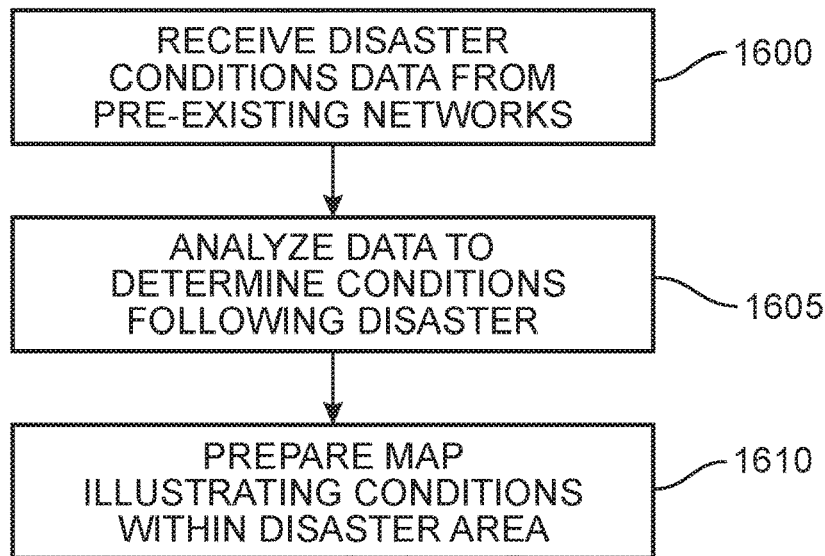 RECEIVE DISASTER
CONDITIONS DATA FROM
PRE-EXISTING NETWORKS
1600
ANALYZE DATA TO
DETERMINE CONDITIONS
FOLLOWING DISASTER
1605
PREPARE MAP
ILLUSTRATING CONDITIONS
WITHIN DISASTER AREA
1610